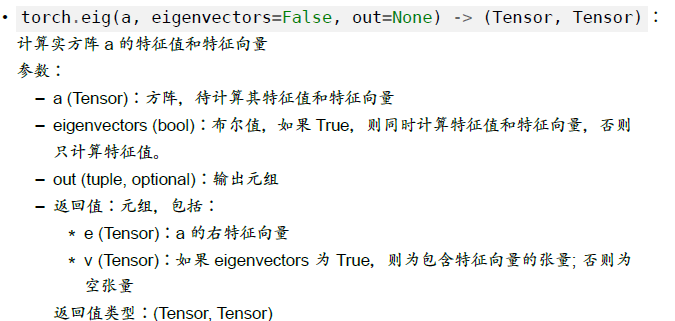 • torch.eig(a, eigenvectors=False, out=None) -> (Tensor, Tensor)：
计算实方阵 a 的特征值和特征向量
参数：
– a (Tensor)：方阵，待计算其特征值和特征向量
– eigenvectors (bool)：布尔值，如果 True，则同时计算特征值和特征向量，否则
只计算特征值。
– out (tuple, optional)：输出元组
– 返回值：元组，包括：
* e (Tensor)：a 的右特征向量
* v (Tensor)：如果 eigenvectors 为 True，则为包含特征向量的张量; 否则为
空张量
返回值类型：(Tensor, Tensor)